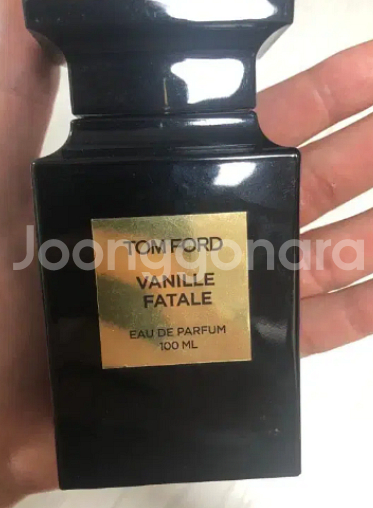 TOM FORD
Joonggonara
VANILLE
FATALE
EAU DE PARFUM
100 ML